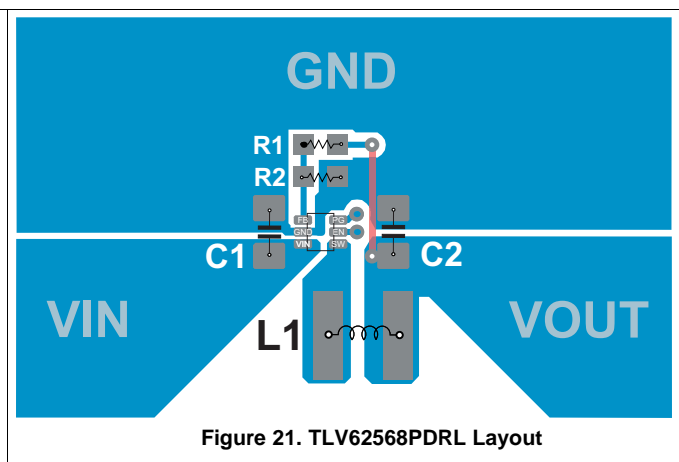 GND
R1
R2
FB PG
GND EN
VIN SW
C1 C2
VIN L1 VOUT
Figure 21. TLV62568PDRL Layout